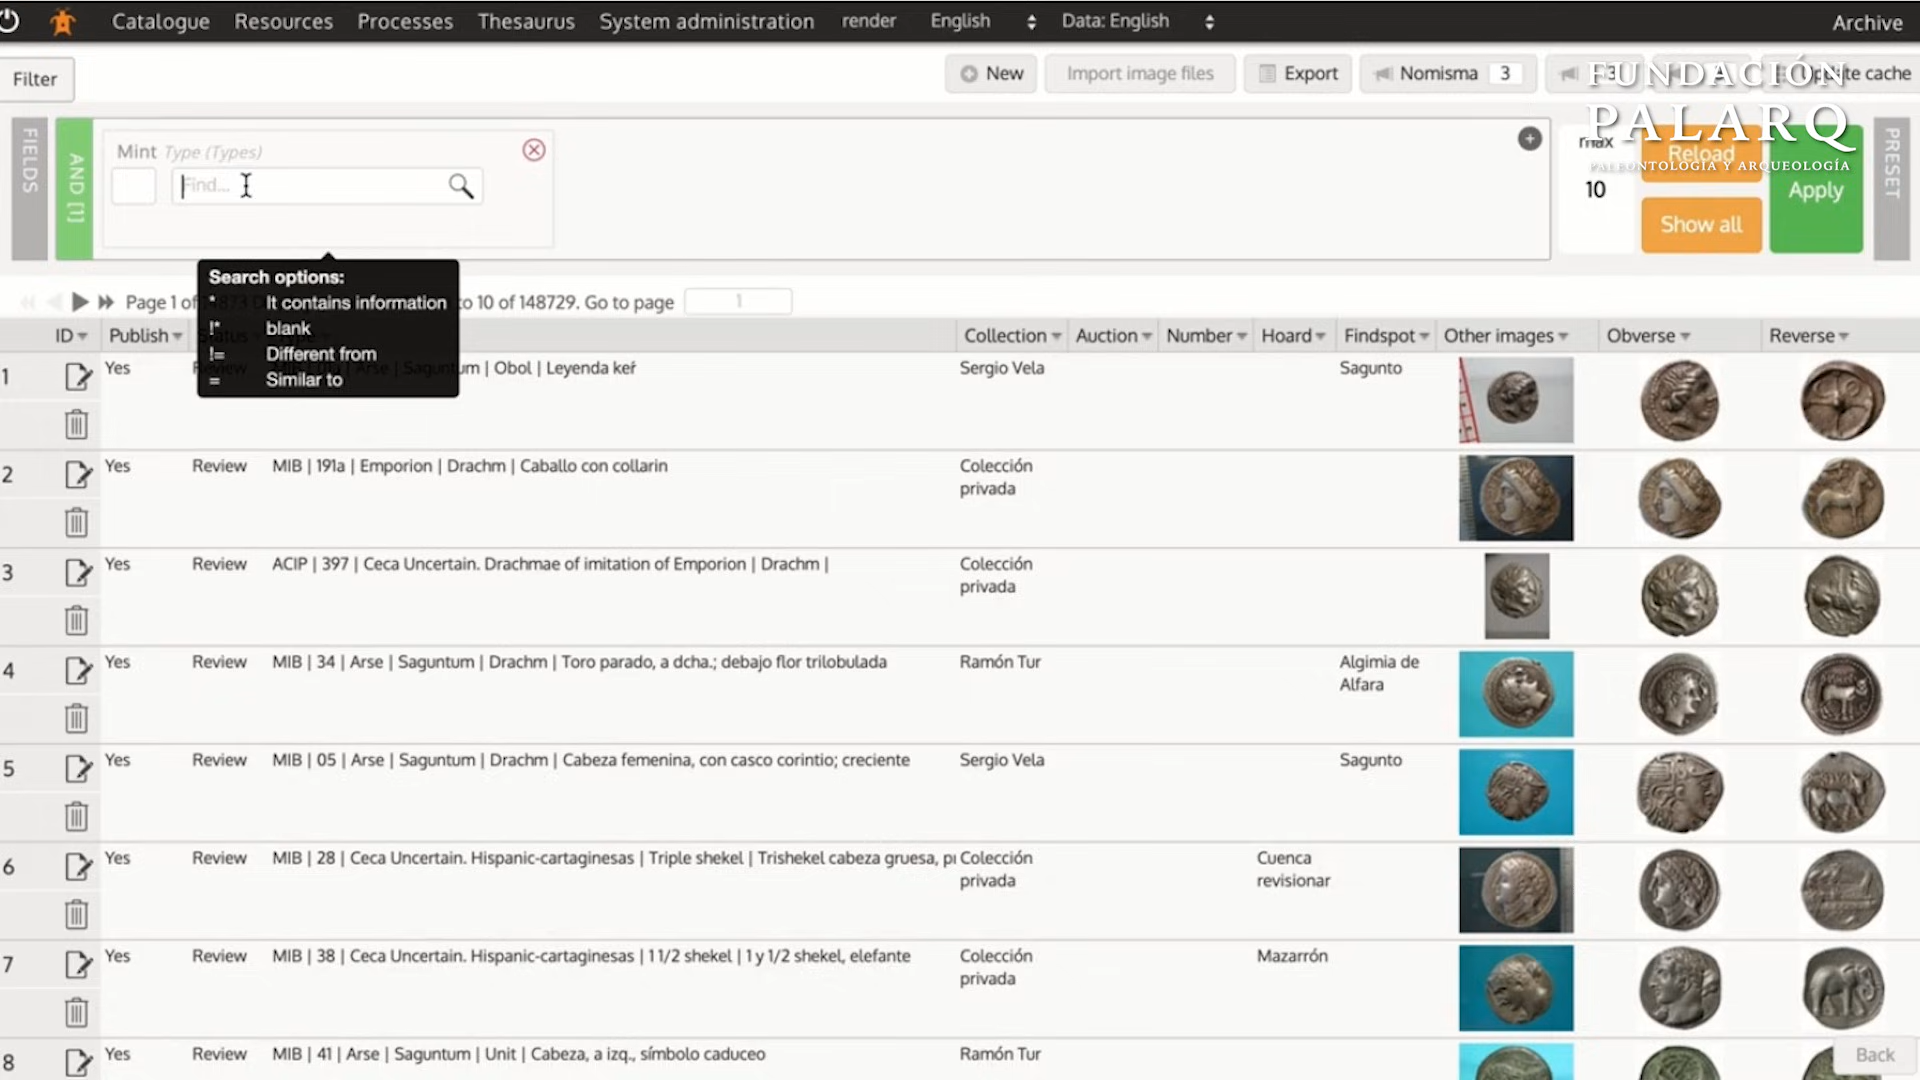 Catalogue Resources Processes Thesaurus System administration render English Data: English Archive
Filter
New Import image files Export Nomisma 3
Update cache
FUNDACIÓN
PALARQ
PALEONTOLOGÍA Y ARQUEOLOGÍA
FIELDS
AND [1]
Mint Type (Types)
Find...
max
10
Reload
Show all
Apply
PRESET
Search options:
* It contains information
!* blank
!= Different from
= Similar to
Page 1 of to 10 of 148729. Go to page 1
ID Publish Status Type Collection Auction Number Hoard Findspot Other images Obverse Reverse
1 Yes Review MIB | Arse | Saguntum | Obol | Leyenda keŕ Sergio Vela Sagunto
2 Yes Review MIB | 191a | Emporion | Drachm | Caballo con collarin Colección
privada
3 Yes Review ACIP | 397 | Ceca Uncertain. Drachmae of imitation of Emporion | Drachm | Colección
privada
4 Yes Review MIB | 34 | Arse | Saguntum | Drachm | Toro parado, a dcha.; debajo flor trilobulada Ramón Tur Algimia de
Alfara
5 Yes Review MIB | 05 | Arse | Saguntum | Drachm | Cabeza femenina, con casco corintio; creciente Sergio Vela Sagunto
6 Yes Review MIB | 28 | Ceca Uncertain. Hispanic-cartaginesas | Triple shekel | Trishekel cabeza gruesa, pr Colección Cuenca
privada revisionar
7 Yes Review MIB | 38 | Ceca Uncertain. Hispanic-cartaginesas | 1 1/2 shekel | 1 y 1/2 shekel, elefante Colección Mazarrón
privada
8 Yes Review MIB | 41 | Arse | Saguntum | Unit | Cabeza, a izq., símbolo caduceo Ramón Tur
Back